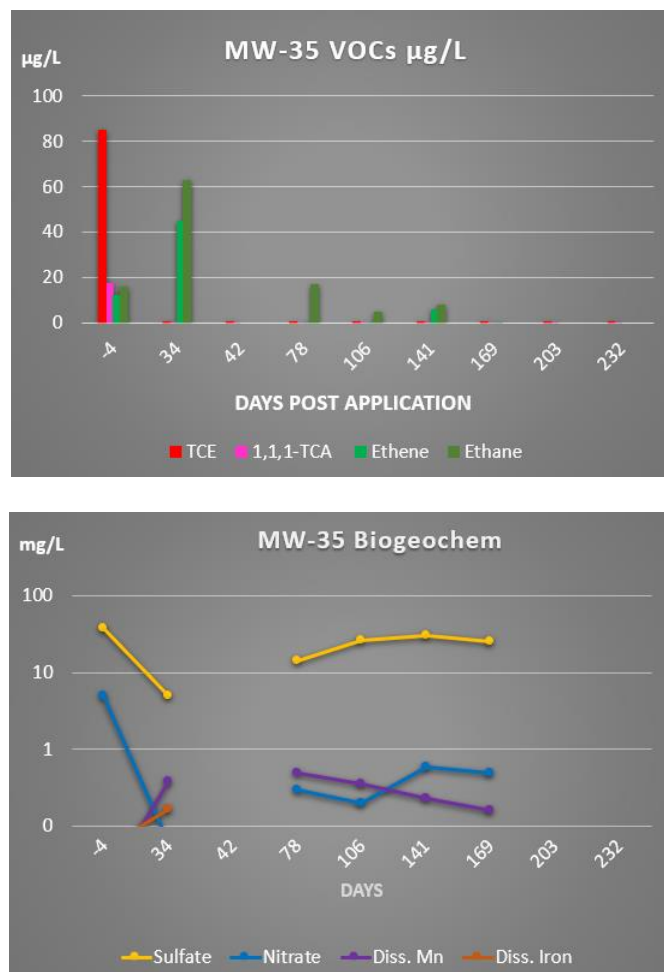 MW-35 VOCs µg/L
µg/L
100
80
60
40
20
0
-4 34 42 78 106 141 169 203 232
DAYS POST APPLICATION
TCE 1,1,1-TCA Ethene Ethane
MW-35 Biogeochem
mg/L
100
10
1
0
-4 34 42 78 106 141 169 203 232
DAYS
Sulfate Nitrate Diss. Mn Diss. Iron